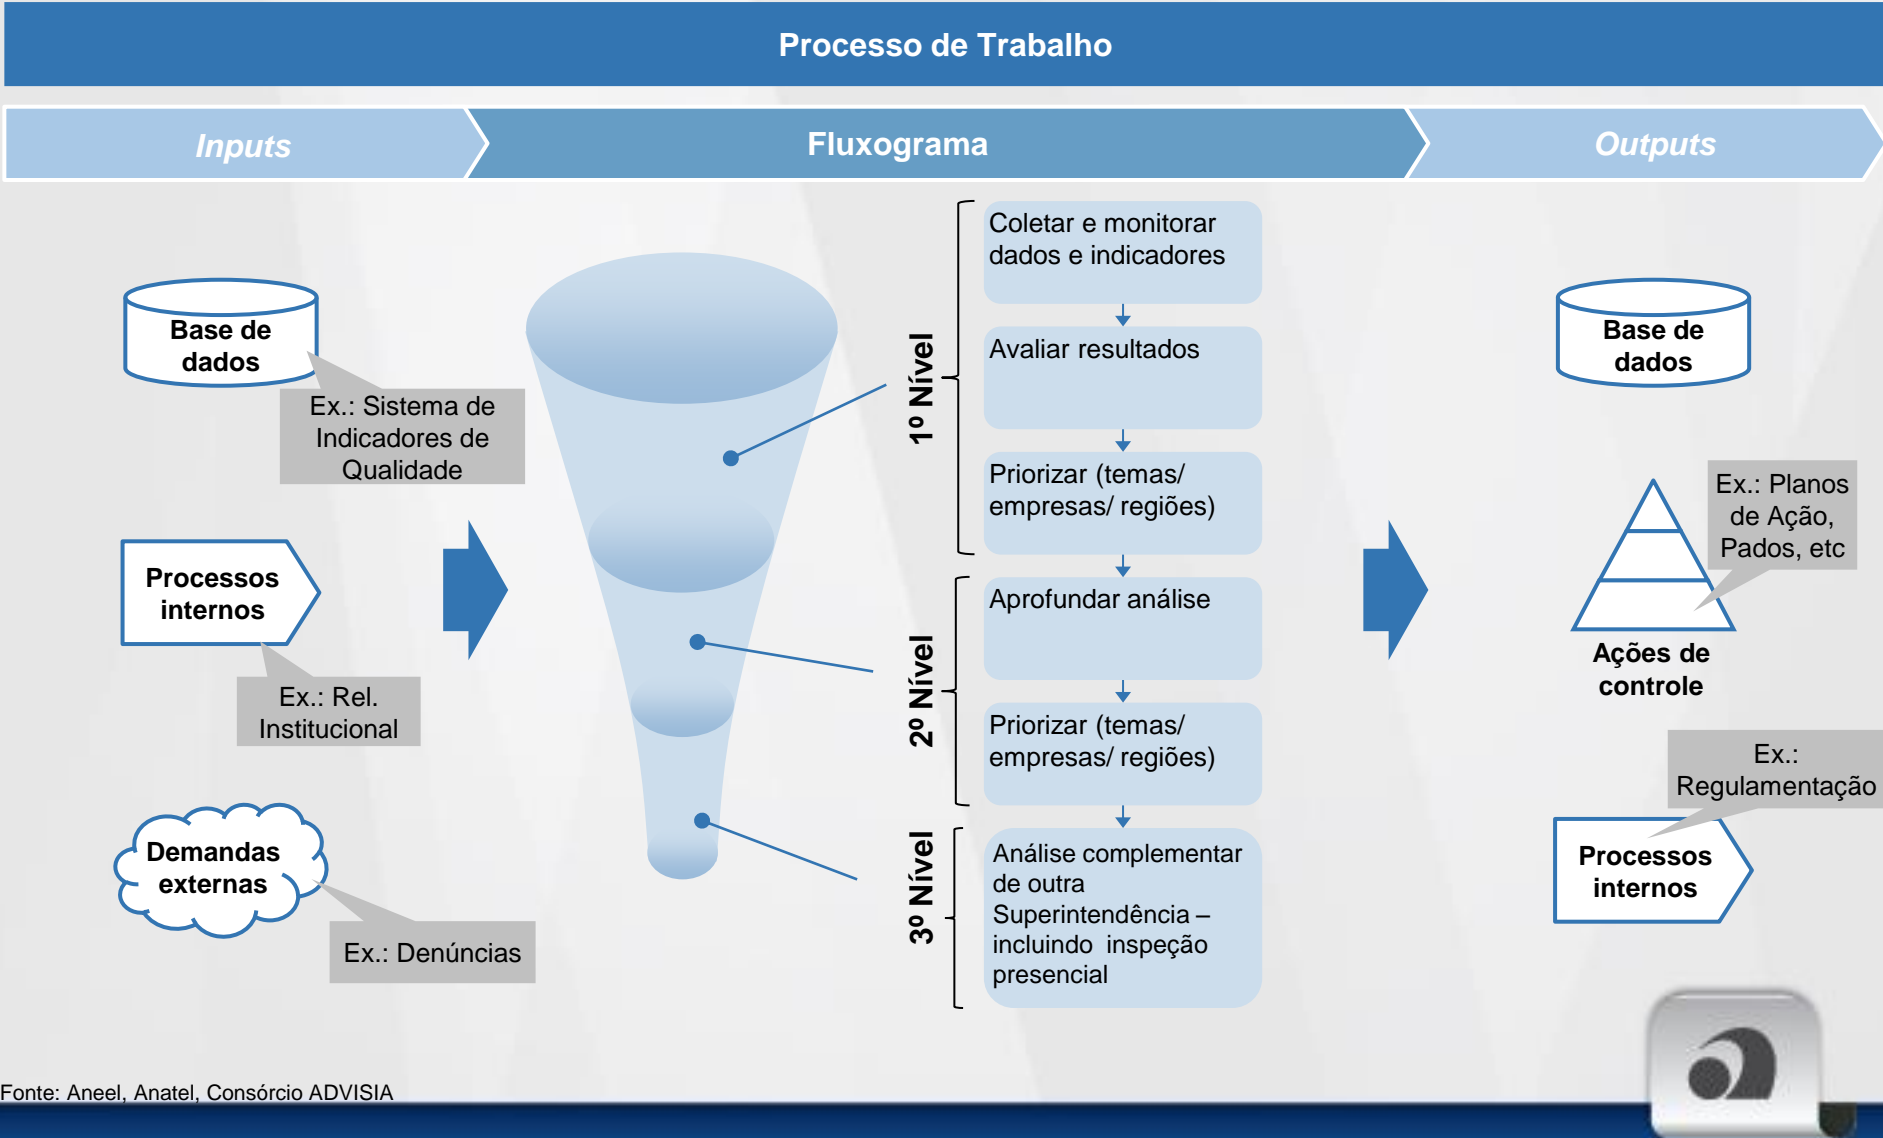 Processo de Trabalho
Inputs
Fluxograma
Outputs
Base de
dados
Ex.: Sistema de
Indicadores de
Qualidade
Processos
internos
Ex.: Rel.
Institucional
Demandas
externas
Ex.: Denúncias
1º Nível
Coletar e monitorar
dados e indicadores
Avaliar resultados
Priorizar (temas/
empresas/ regiões)
2º Nível
Aprofundar análise
Priorizar (temas/
empresas/ regiões)
3º Nível
Análise complementar
de outra
Superintendência –
incluindo inspeção
presencial
Base de
dados
Ex.: Planos
de Ação,
Pados, etc
Ações de
controle
Ex.:
Regulamentação
Processos
internos
Fonte: Aneel, Anatel, Consórcio ADVISIA